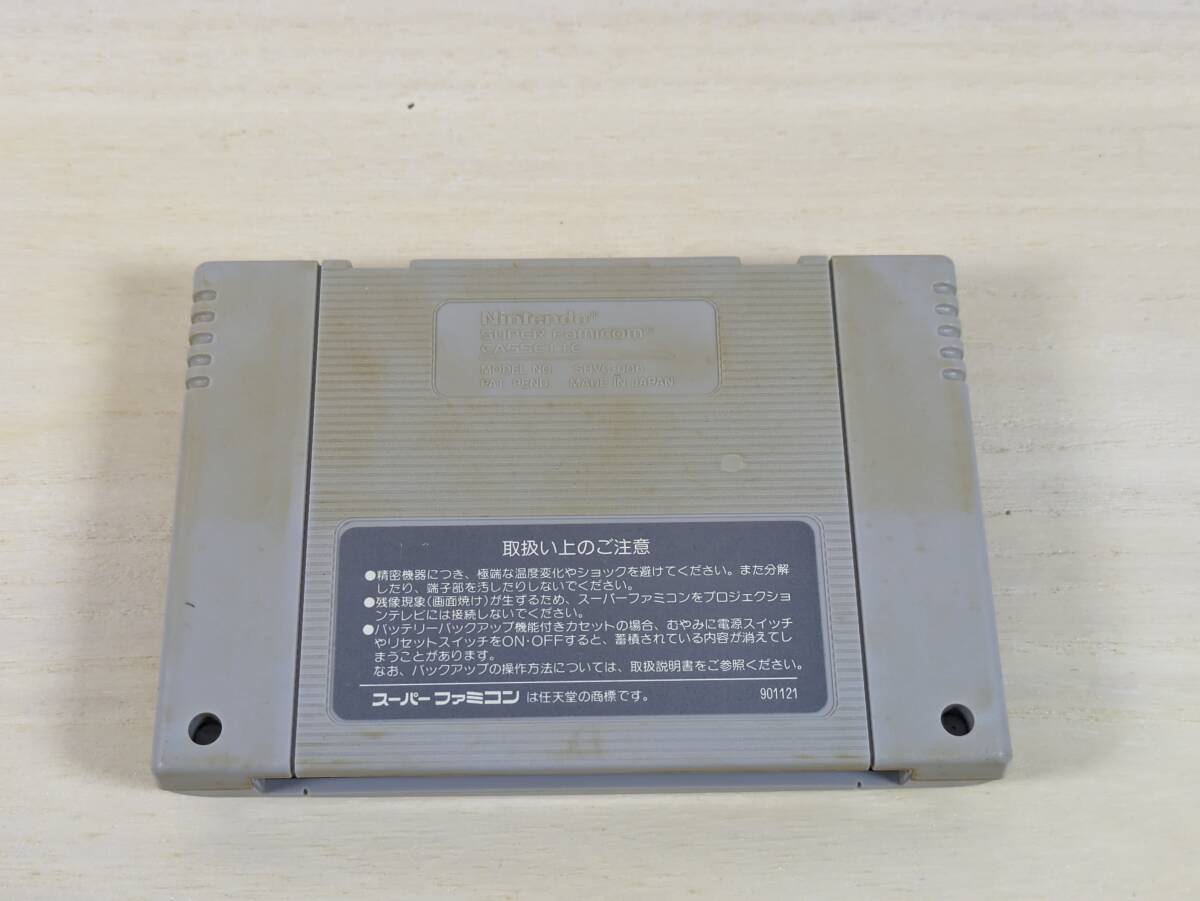 Nintendo®
SUPER FAMICOM®
CASSETTE
MODEL NO. SHVC-006
PAT. PEND. MADE IN JAPAN
取扱い上のご注意
●精密機器につき、極端な温度変化やショックを避けてください。また分解
したり、端子部を汚したりしないでください。
●残像現象(画面焼け)が生ずるため、スーパーファミコンをプロジェクショ
ンテレビには接続しないでください。
●バッテリーバックアップ機能付きカセットの場合、むやみに電源スイッチ
やリセットスイッチをON・OFFすると、蓄積されている内容が消えてし
まうことがあります。
なお、バックアップの操作方法については、取扱説明書をご参照ください。
スーパーファミコン は任天堂の商標です。 901121